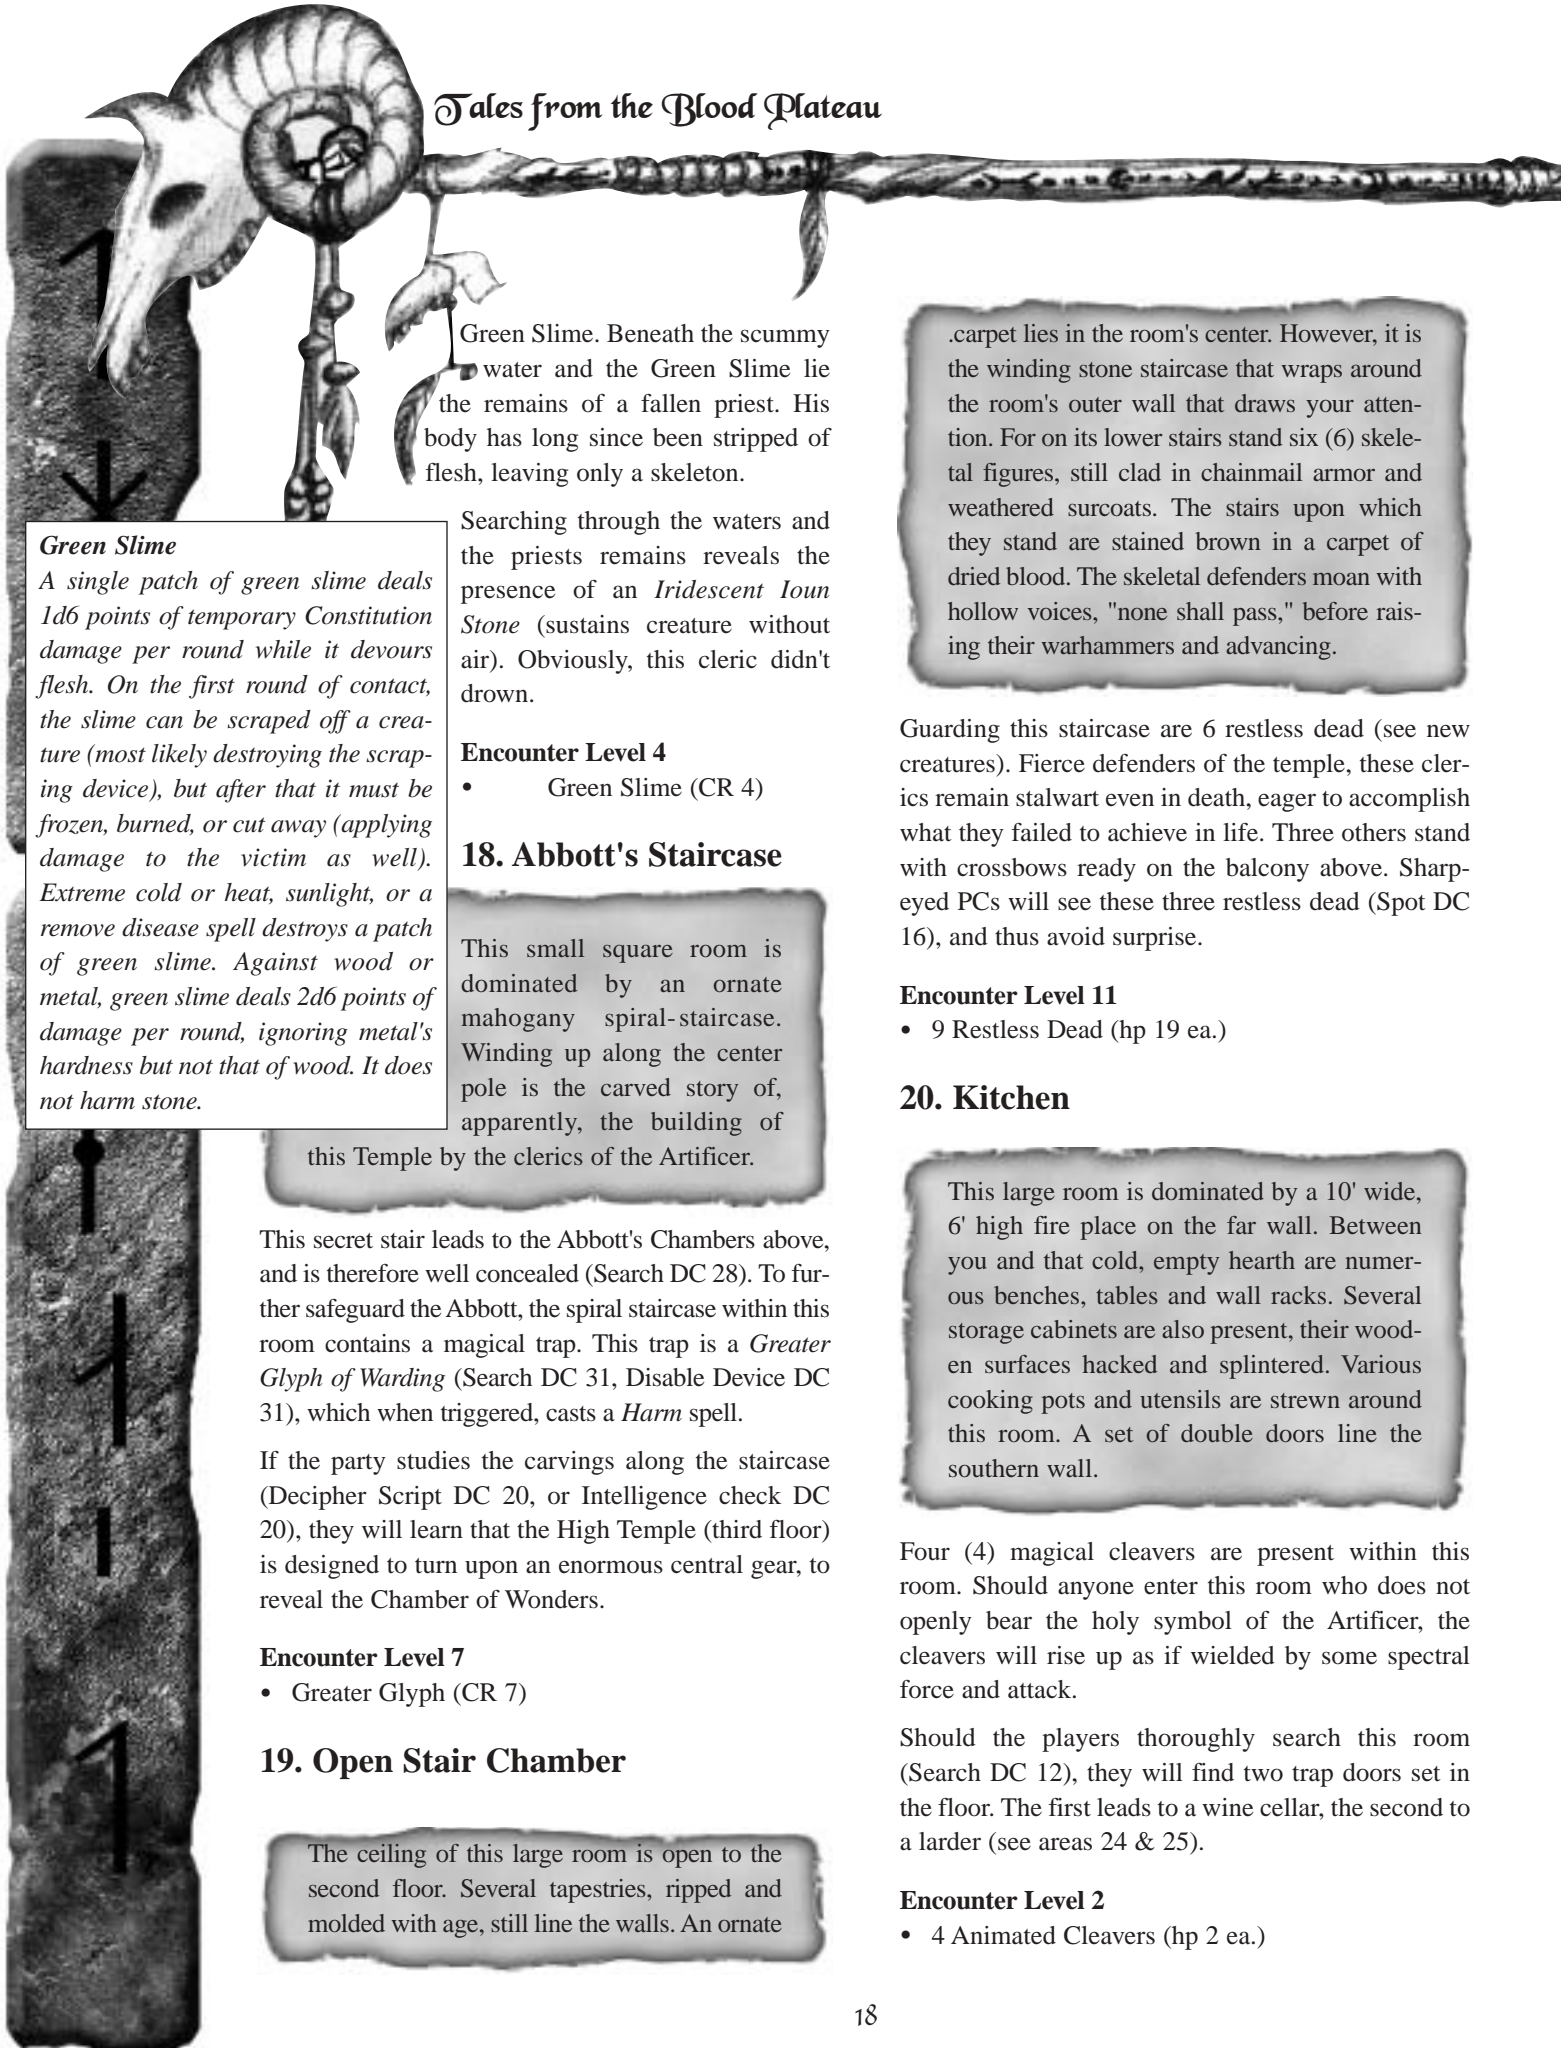 Tales from the Blood Plateau
Green Slime. Beneath the scummy
water and the Green Slime lie
the remains of a fallen priest. His
body has long since been stripped of
flesh, leaving only a skeleton.
Searching through the waters and
the priests remains reveals the
presence of an Iridescent Ioun
Stone (sustains creature without
air). Obviously, this cleric didn't
drown.
Encounter Level 4
• Green Slime (CR 4)
Green Slime
A single patch of green slime deals
1d6 points of temporary Constitution
damage per round while it devours
flesh. On the first round of contact,
the slime can be scraped off a crea-
ture (most likely destroying the scrap-
ing device), but after that it must be
frozen, burned, or cut away (applying
damage to the victim as well).
Extreme cold or heat, sunlight, or a
remove disease spell destroys a patch
of green slime. Against wood or
metal, green slime deals 2d6 points of
damage per round, ignoring metal's
hardness but not that of wood. It does
not harm stone.
18. Abbott's Staircase
This small square room is
dominated by an ornate
mahogany spiral-staircase.
Winding up along the center
pole is the carved story of,
apparently, the building of
this Temple by the clerics of the Artificer.
This secret stair leads to the Abbott's Chambers above,
and is therefore well concealed (Search DC 28). To fur-
ther safeguard the Abbott, the spiral staircase within this
room contains a magical trap. This trap is a Greater
Glyph of Warding (Search DC 31, Disable Device DC
31), which when triggered, casts a Harm spell.
If the party studies the carvings along the staircase
(Decipher Script DC 20, or Intelligence check DC
20), they will learn that the High Temple (third floor)
is designed to turn upon an enormous central gear, to
reveal the Chamber of Wonders.
Encounter Level 7
• Greater Glyph (CR 7)
19. Open Stair Chamber
The ceiling of this large room is open to the
second floor. Several tapestries, ripped and
molded with age, still line the walls. An ornate
.carpet lies in the room's center. However, it is
the winding stone staircase that wraps around
the room's outer wall that draws your atten-
tion. For on its lower stairs stand six (6) skele-
tal figures, still clad in chainmail armor and
weathered surcoats. The stairs upon which
they stand are stained brown in a carpet of
dried blood. The skeletal defenders moan with
hollow voices, "none shall pass," before rais-
ing their warhammers and advancing.
Guarding this staircase are 6 restless dead (see new
creatures). Fierce defenders of the temple, these cler-
ics remain stalwart even in death, eager to accomplish
what they failed to achieve in life. Three others stand
with crossbows ready on the balcony above. Sharp-
eyed PCs will see these three restless dead (Spot DC
16), and thus avoid surprise.
Encounter Level 11
• 9 Restless Dead (hp 19 ea.)
20. Kitchen
This large room is dominated by a 10' wide,
6' high fire place on the far wall. Between
you and that cold, empty hearth are numer-
ous benches, tables and wall racks. Several
storage cabinets are also present, their wood-
en surfaces hacked and splintered. Various
cooking pots and utensils are strewn around
this room. A set of double doors line the
southern wall.
Four (4) magical cleavers are present within this
room. Should anyone enter this room who does not
openly bear the holy symbol of the Artificer, the
cleavers will rise up as if wielded by some spectral
force and attack.
Should the players thoroughly search this room
(Search DC 12), they will find two trap doors set in
the floor. The first leads to a wine cellar, the second to
a larder (see areas 24 & 25).
Encounter Level 2
• 4 Animated Cleavers (hp 2 ea.)
18